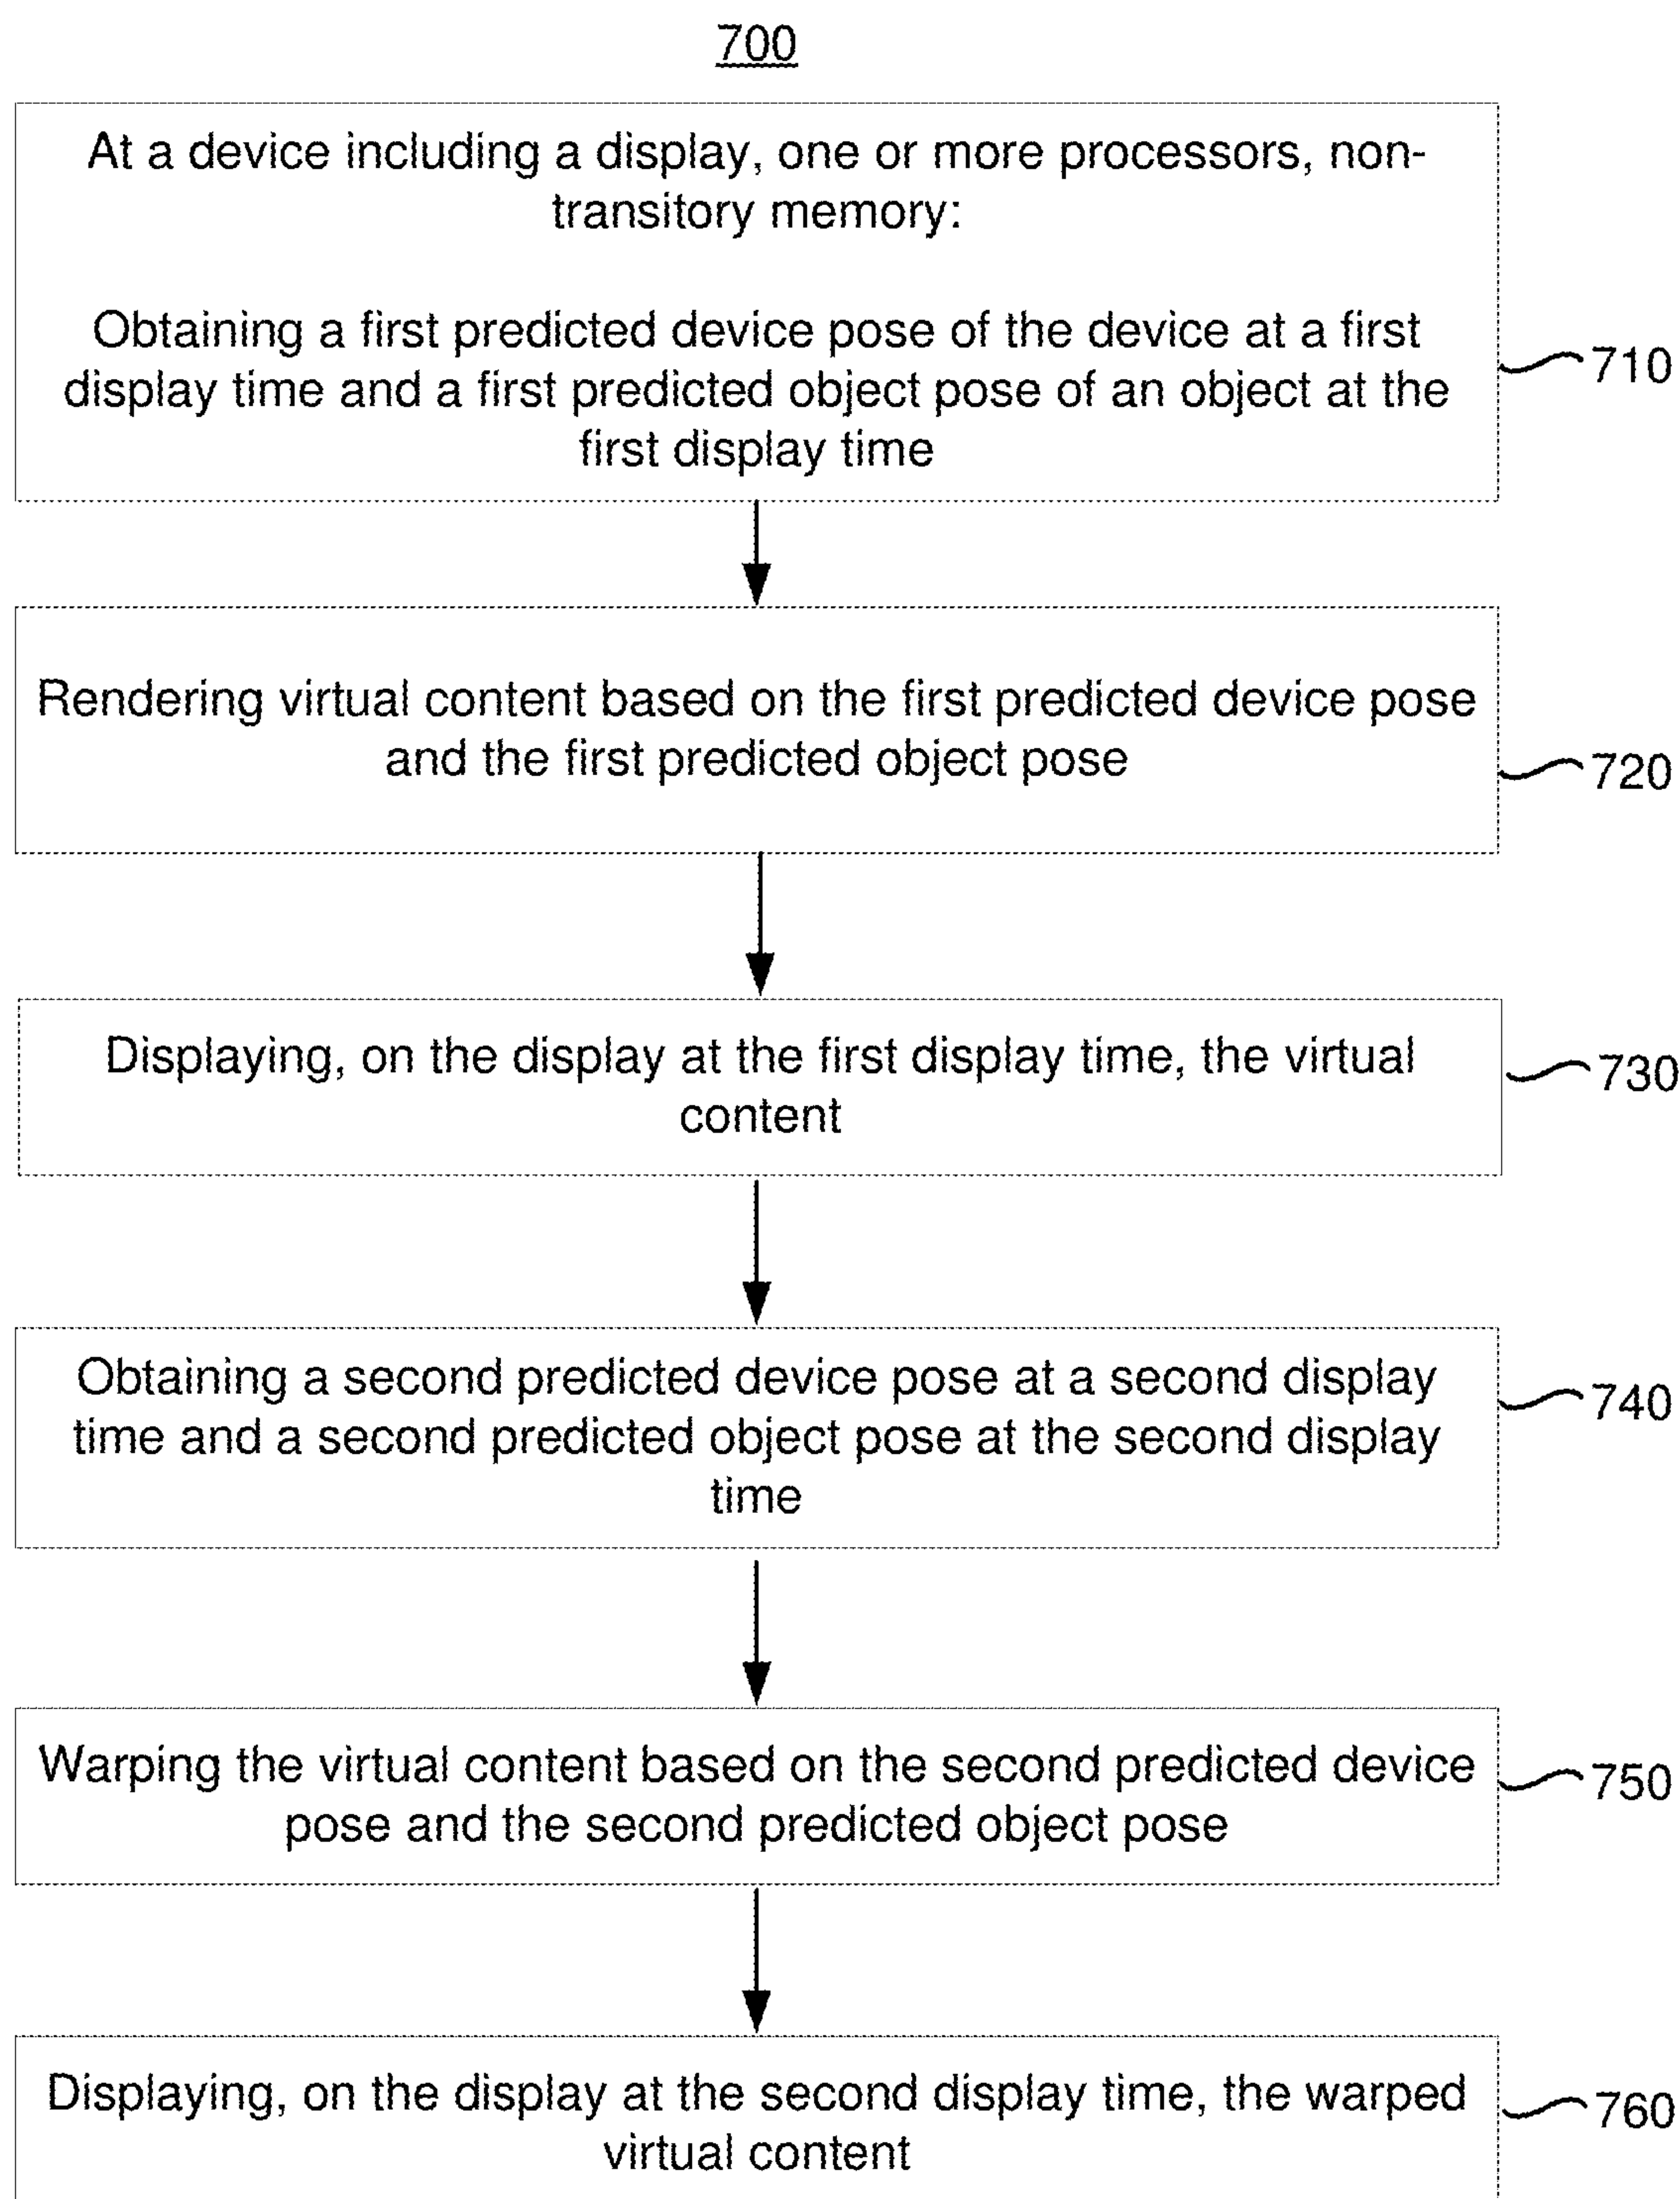 700
At a device including a display, one or more processors, non-
transitory memory:
Obtaining a first predicted device pose of the device at a first
display time and a first predicted object pose of an object at the
first display time
710
Rendering virtual content based on the first predicted device pose
and the first predicted object pose
720
Displaying, on the display at the first display time, the virtual
content
730
Obtaining a second predicted device pose at a second display
time and a second predicted object pose at the second display
time
740
Warping the virtual content based on the second predicted device
pose and the second predicted object pose
750
Displaying, on the display at the second display time, the warped
virtual content
760